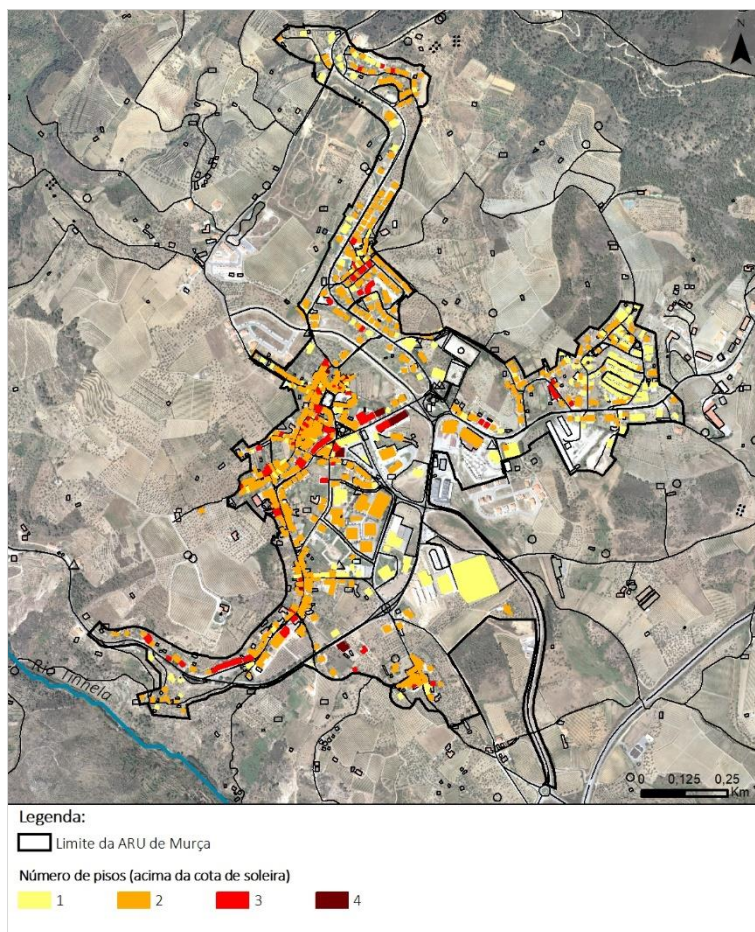 N
Rio Tinhela
0 0,125 0,25
Km
Legenda:
Limite da ARU de Murça
Número de pisos (acima da cota de soleira)
1 2 3 4